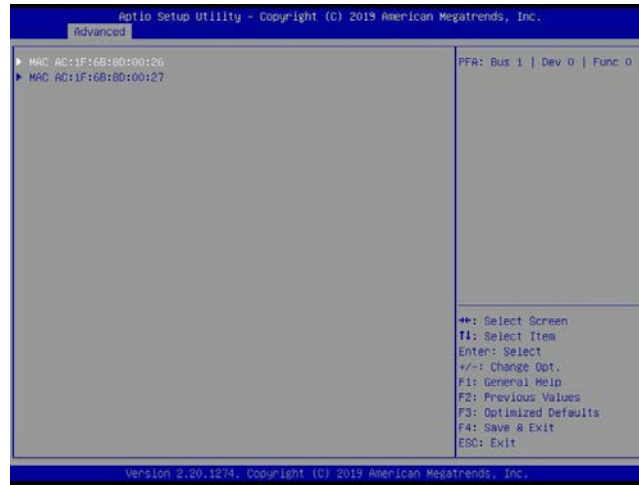 Aptio Setup Utility - Copyright (C) 2019 American Megatrends, Inc.
Advanced
MAC AC:1F:6B:8D:00:26
MAC AC:1F:6B:8D:00:27
PFA: Bus 1 | Dev 0 | Func 0
→←: Select Screen
↑↓: Select Item
Enter: Select
+/-: Change Opt.
F1: General Help
F2: Previous Values
F3: Optimized Defaults
F4: Save & Exit
ESC: Exit
Version 2.20.1274. Copyright (C) 2019 American Megatrends, Inc.